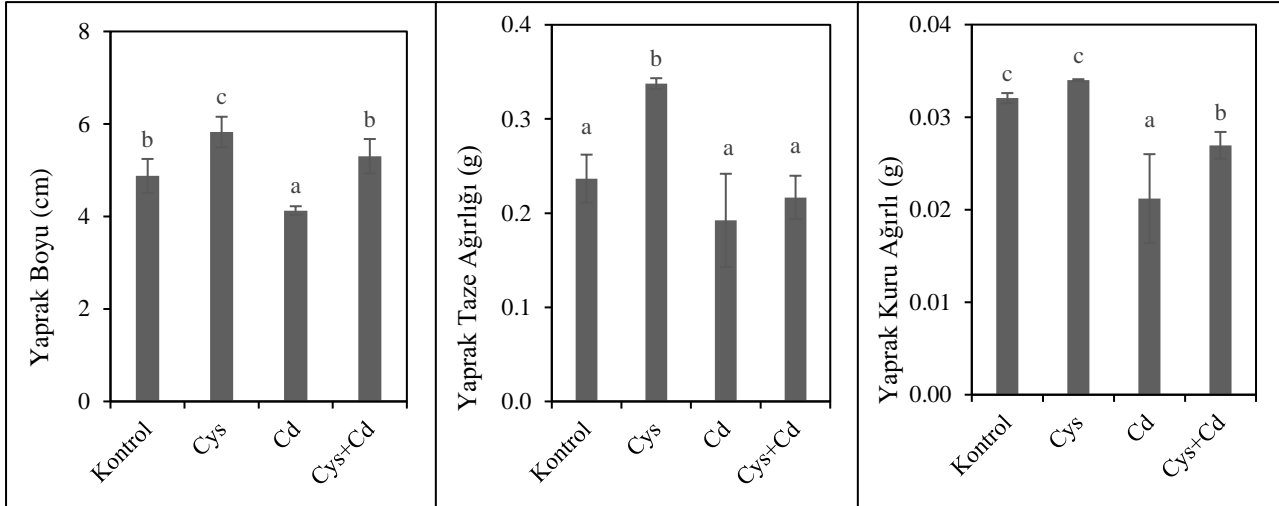 Yaprak Boyu (cm)
8
6
4
2
0
b
c
a
b
Kontrol
Cys
Cd
Cys+Cd
Yaprak Taze Ağırlığı (g)
0.4
0.3
0.2
0.1
0.0
a
b
a
a
Kontrol
Cys
Cd
Cys+Cd
Yaprak Kuru Ağırlı (g)
0.04
0.03
0.02
0.01
0.00
c
c
a
b
Kontrol
Cys
Cd
Cys+Cd